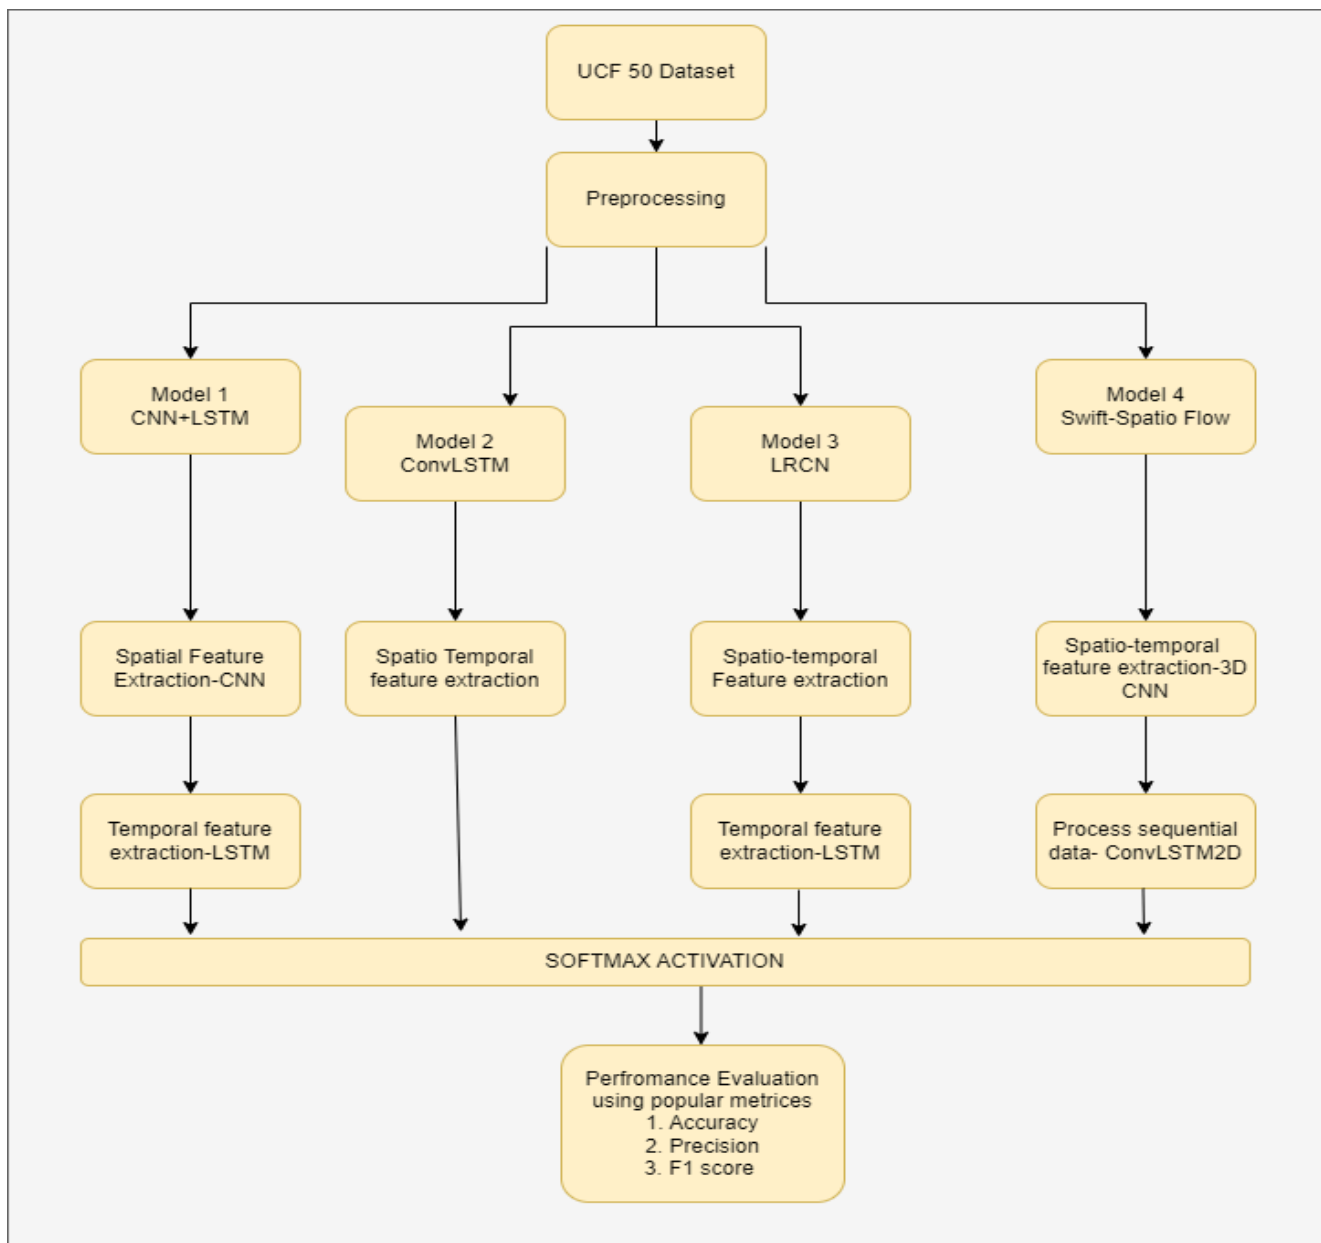 UCF 50 Dataset
Preprocessing
Model 1
CNN+LSTM
Model 2
ConvLSTM
Model 3
LRCN
Model 4
Swift-Spatio Flow
Spatial Feature
Extraction-CNN
Spatio Temporal
feature extraction
Spatio-temporal
Feature extraction
Spatio-temporal
feature extraction-3D
CNN
Temporal feature
extraction-LSTM
Temporal feature
extraction-LSTM
Process sequential
data- ConvLSTM2D
SOFTMAX ACTIVATION
Perfromance Evaluation
using popular metrices
1. Accuracy
2. Precision
3. F1 score